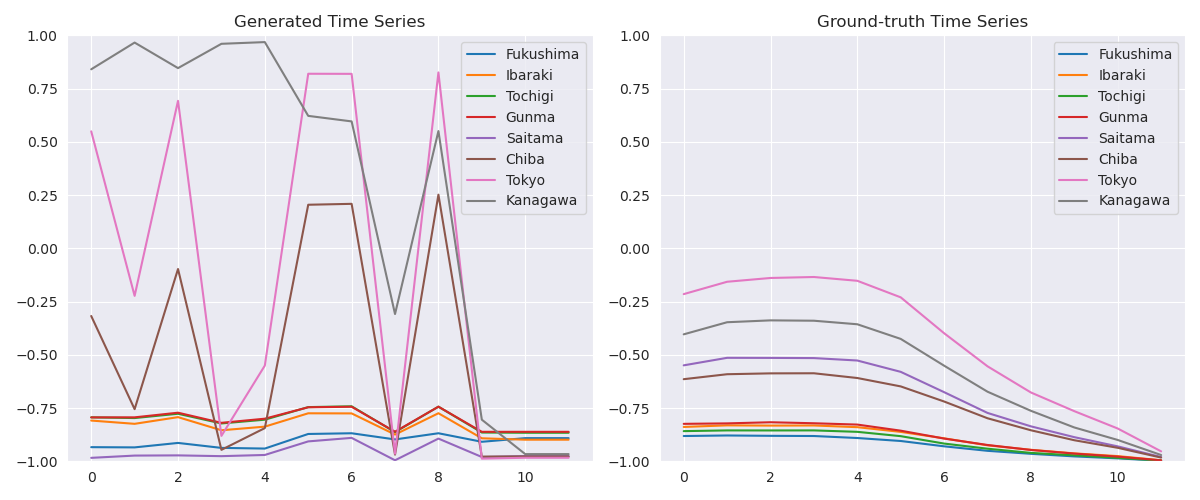 Generated Time Series
1.00
0.75
0.50
0.25
0.00
−0.25
−0.50
−0.75
−1.00
0 2 4 6 8 10
Fukushima
Ibaraki
Tochigi
Gunma
Saitama
Chiba
Tokyo
Kanagawa
Ground-truth Time Series
1.00
0.75
0.50
0.25
0.00
−0.25
−0.50
−0.75
−1.00
0 2 4 6 8 10
Fukushima
Ibaraki
Tochigi
Gunma
Saitama
Chiba
Tokyo
Kanagawa